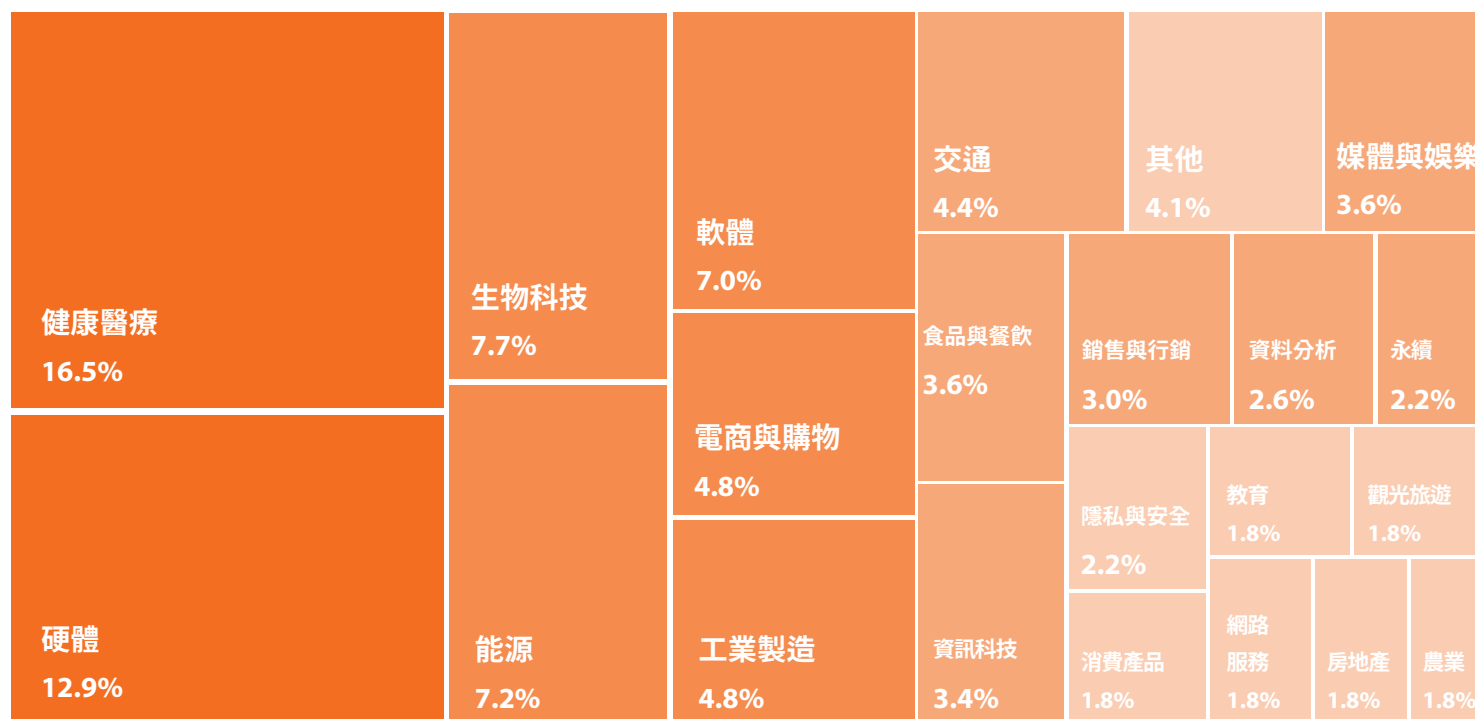 健康醫療
16.5%
硬體
12.9%
生物科技
7.7%
能源
7.2%
軟體
7.0%
電商與購物
4.8%
工業製造
4.8%
交通
4.4%
其他
4.1%
媒體與娛樂
3.6%
食品與餐飲
3.6%
資訊科技
3.4%
銷售與行銷
3.0%
資料分析
2.6%
永續
2.2%
隱私與安全
2.2%
消費產品
1.8%
教育
1.8%
觀光旅遊
1.8%
網路
服務
1.8%
房地產
1.8%
農業
1.8%